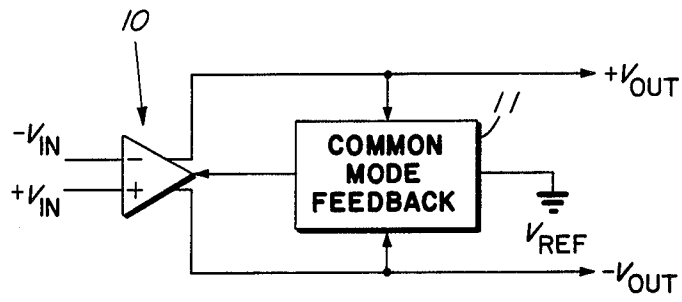 10
+VOUT
11
-VIN
−
COMMON
MODE
FEEDBACK
+VIN
+
VREF
-VOUT